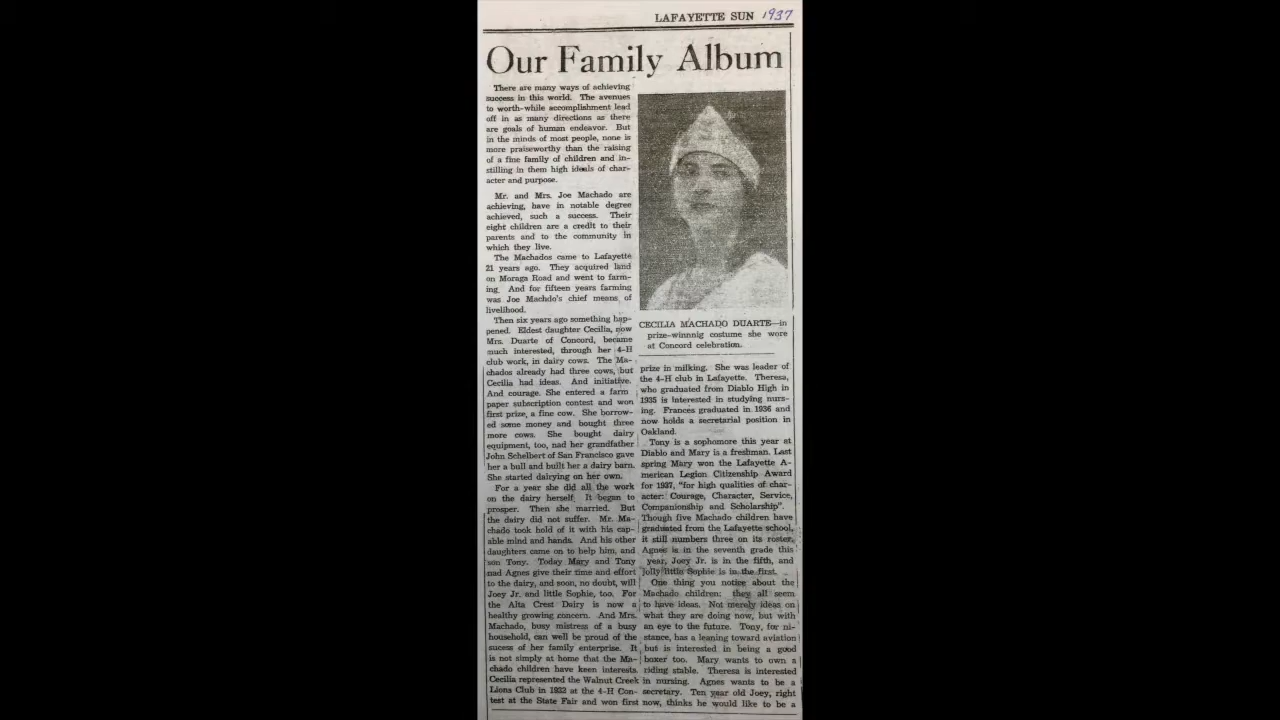 LAFAYETTE SUN 1937
Our Family Album
There are many ways of achieving
success in this world. The avenues
to worth-while accomplishment lead
off in as many directions as there
are goals of human endeavor. But
in the minds of most people, none is
more praiseworthy than the raising
of a fine family of children and in-
stilling in them high ideals of char-
acter and purpose.
Mr. and Mrs. Joe Machado are
achieving, have in notable degree
achieved, such a success. Their
eight children are a credit to their
parents and to the community in
which they live.
The Machados came to Lafayette
21 years ago. They acquired land
on Moraga Road and went to farm-
ing. And for fifteen years farming
was Joe Machdo's chief means of
livelihood.
Then six years ago something hap-
pened. Eldest daughter Cecilia, now
Mrs. Duarte of Concord, became
much interested, through her 4-H
club work, in dairy cows. The Ma-
chados already had three cows, but
Cecilia had ideas. And initiative.
And courage. She entered a farm
paper subscription contest and won
first prize, a fine cow. She borrow-
ed some money and bought three
more cows. She bought dairy
equipment, too, nad her grandfather
John Schelbert of San Francisco gave
her a bull and built her a dairy barn.
She started dairying on her own.
For a year she did all the work
on the dairy herself. It began to
prosper. Then she married. But
the dairy did not suffer. Mr. Ma-
chado took hold of it with his cap-
able mind and hands. And his other
daughters came on to help him, and
son Tony. Today Mary and Tony
nad Agnes give their time and effort
to the dairy, and soon, no doubt, will
Joey Jr. and little Sophie, too. For
the Alta Crest Dairy is now a
healthy growing concern. And Mrs.
Machado, busy mistress of a busy
household, can well be proud of the
sucess of her family enterprise. It
is not simply at home that the Ma-
chado children have keen interests.
Cecilia represented the Walnut Creek
Lions Club in 1932 at the 4-H Con-
test at the State Fair and won first
CECILIA MACHADO DUARTE—in
prize-winnnig costume she wore
at Concord celebration.
prize in milking. She was leader of
the 4-H club in Lafayette. Theresa,
who graduated from Diablo High in
1935 is interested in studying nurs-
ing. Frances graduated in 1936 and
now holds a secretarial position in
Oakland.
Tony is a sophomore this year at
Diablo and Mary is a freshman. Last
spring Mary won the Lafayette A-
merican Legion Citizenship Award
for 1937, "for high qualities of char-
acter: Courage, Character, Service,
Companionship and Scholarship".
Though five Machado children have
graduated from the Lafayette school,
it still numbers three on its roster.
Agnes is in the seventh grade this
year, Joey Jr. is in the fifth, and
jolly little Sophie is in the first.
One thing you notice about the
Machado children: they all seem
to have ideas. Not merely ideas on
what they are doing now, but with
an eye to the future. Tony, for ni-
stance, has a leaning toward aviation
but is interested in being a good
boxer too. Mary wants to own a
riding stable. Theresa is interested
in nursing. Agnes wants to be a
secretary. Ten year old Joey, right
now, thinks he would like to be a